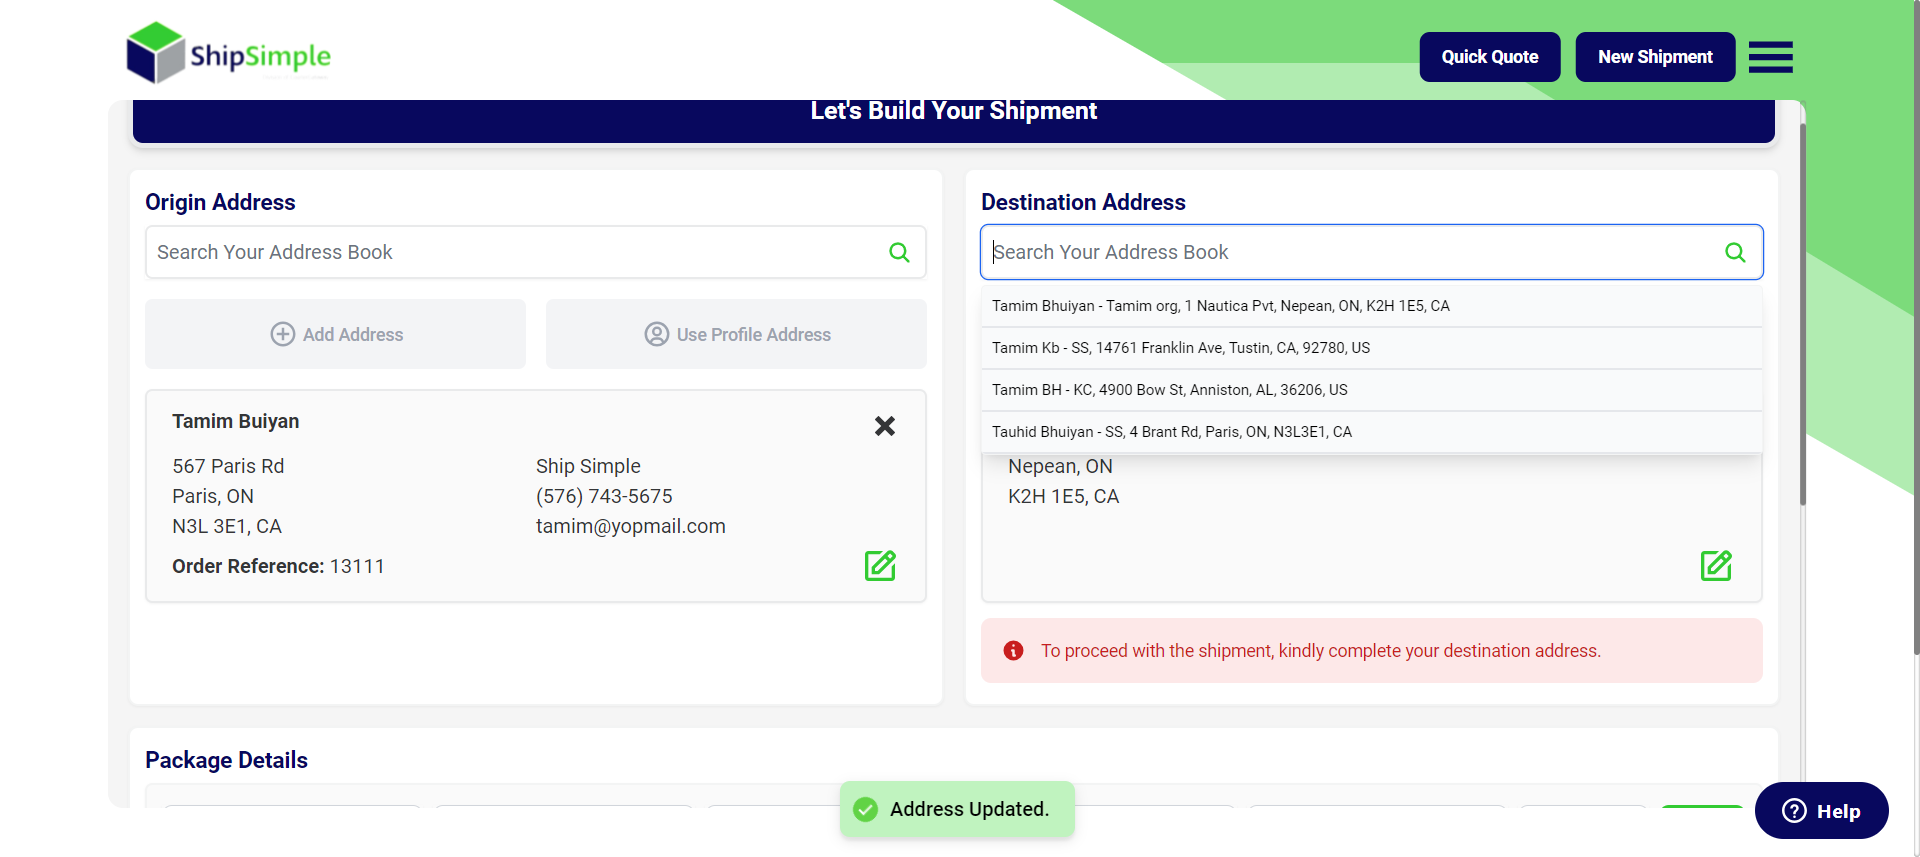 ShipSimple
Quick Quote
New Shipment
Let's Build Your Shipment
Origin Address
Search Your Address Book
Add Address
Use Profile Address
Tamim Buiyan
567 Paris Rd
Paris, ON
N3L 3E1, CA
Ship Simple
(576) 743-5675
tamim@yopmail.com
Order Reference: 13111
Destination Address
Search Your Address Book
Tamim Bhuiyan - Tamim org, 1 Nautica Pvt, Nepean, ON, K2H 1E5, CA
Tamim Kb - SS, 14761 Franklin Ave, Tustin, CA, 92780, US
Tamim BH - KC, 4900 Bow St, Anniston, AL, 36206, US
Tauhid Bhuiyan - SS, 4 Brant Rd, Paris, ON, N3L3E1, CA
Nepean, ON
K2H 1E5, CA
To proceed with the shipment, kindly complete your destination address.
Package Details
Address Updated.
Help